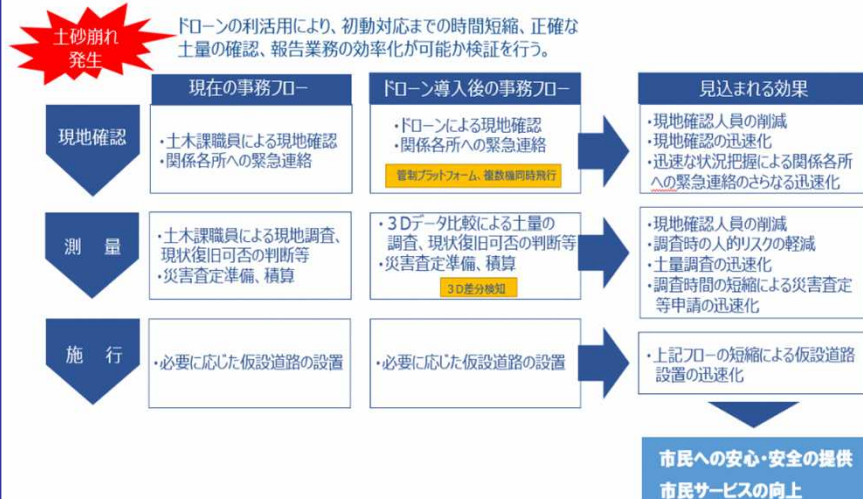 土砂崩れ
発生
ドローンの利活用により、初動対応までの時間短縮、正確な
土量の確認、報告業務の効率化が可能か検証を行う。
現在の事務フロー
ドローン導入後の事務フロー
見込まれる効果
現地確認
・土木課職員による現地確認
・関係各所への緊急連絡
・ドローンによる現地確認
・関係各所への緊急連絡
管制プラットフォーム、複数機同時飛行
・現地確認人員の削減
・現地確認の迅速化
・迅速な状況把握による関係各所
への緊急連絡のさらなる迅速化
測 量
・土木課職員による現地調査、
現状復旧可否の判断等
・災害査定準備、積算
・3Dデータ比較による土量の
調査、現状復旧可否の判断等
・災害査定準備、積算
3D差分検知
・現地確認人員の削減
・調査時の人的リスクの軽減
・土量調査の迅速化
・調査時間の短縮による災害査定
等申請の迅速化
施 行
・必要に応じた仮設道路の設置
・必要に応じた仮設道路の設置
・上記フローの短縮による仮設道路
設置の迅速化
市民への安心・安全の提供
市民サービスの向上